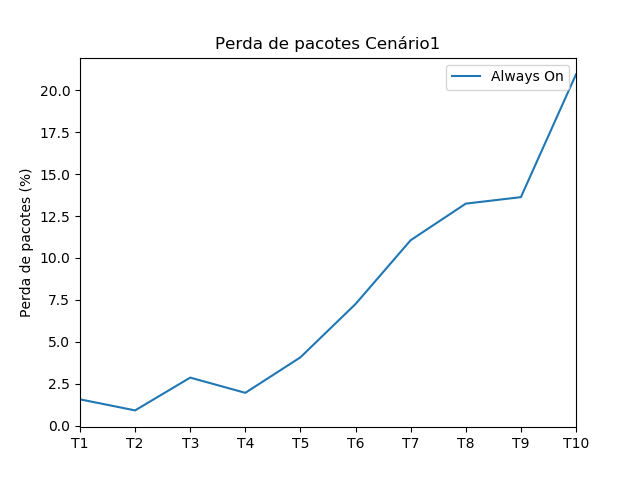 Perda de pacotes Cenário1
Always On
Perda de pacotes (%)
20.0
17.5
15.0
12.5
10.0
7.5
5.0
2.5
0.0
T1 T2 T3 T4 T5 T6 T7 T8 T9 T10